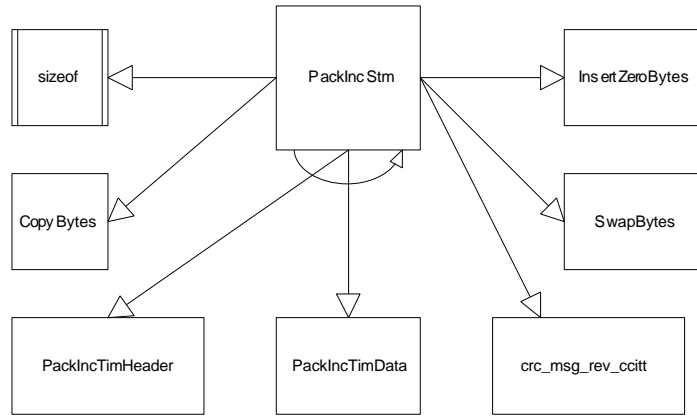 sizeof
PackIncStm
InsertZeroBytes
CopyBytes
SwapBytes
PackIncTimHeader
PackIncTimData
crc_msg_rev_ccitt